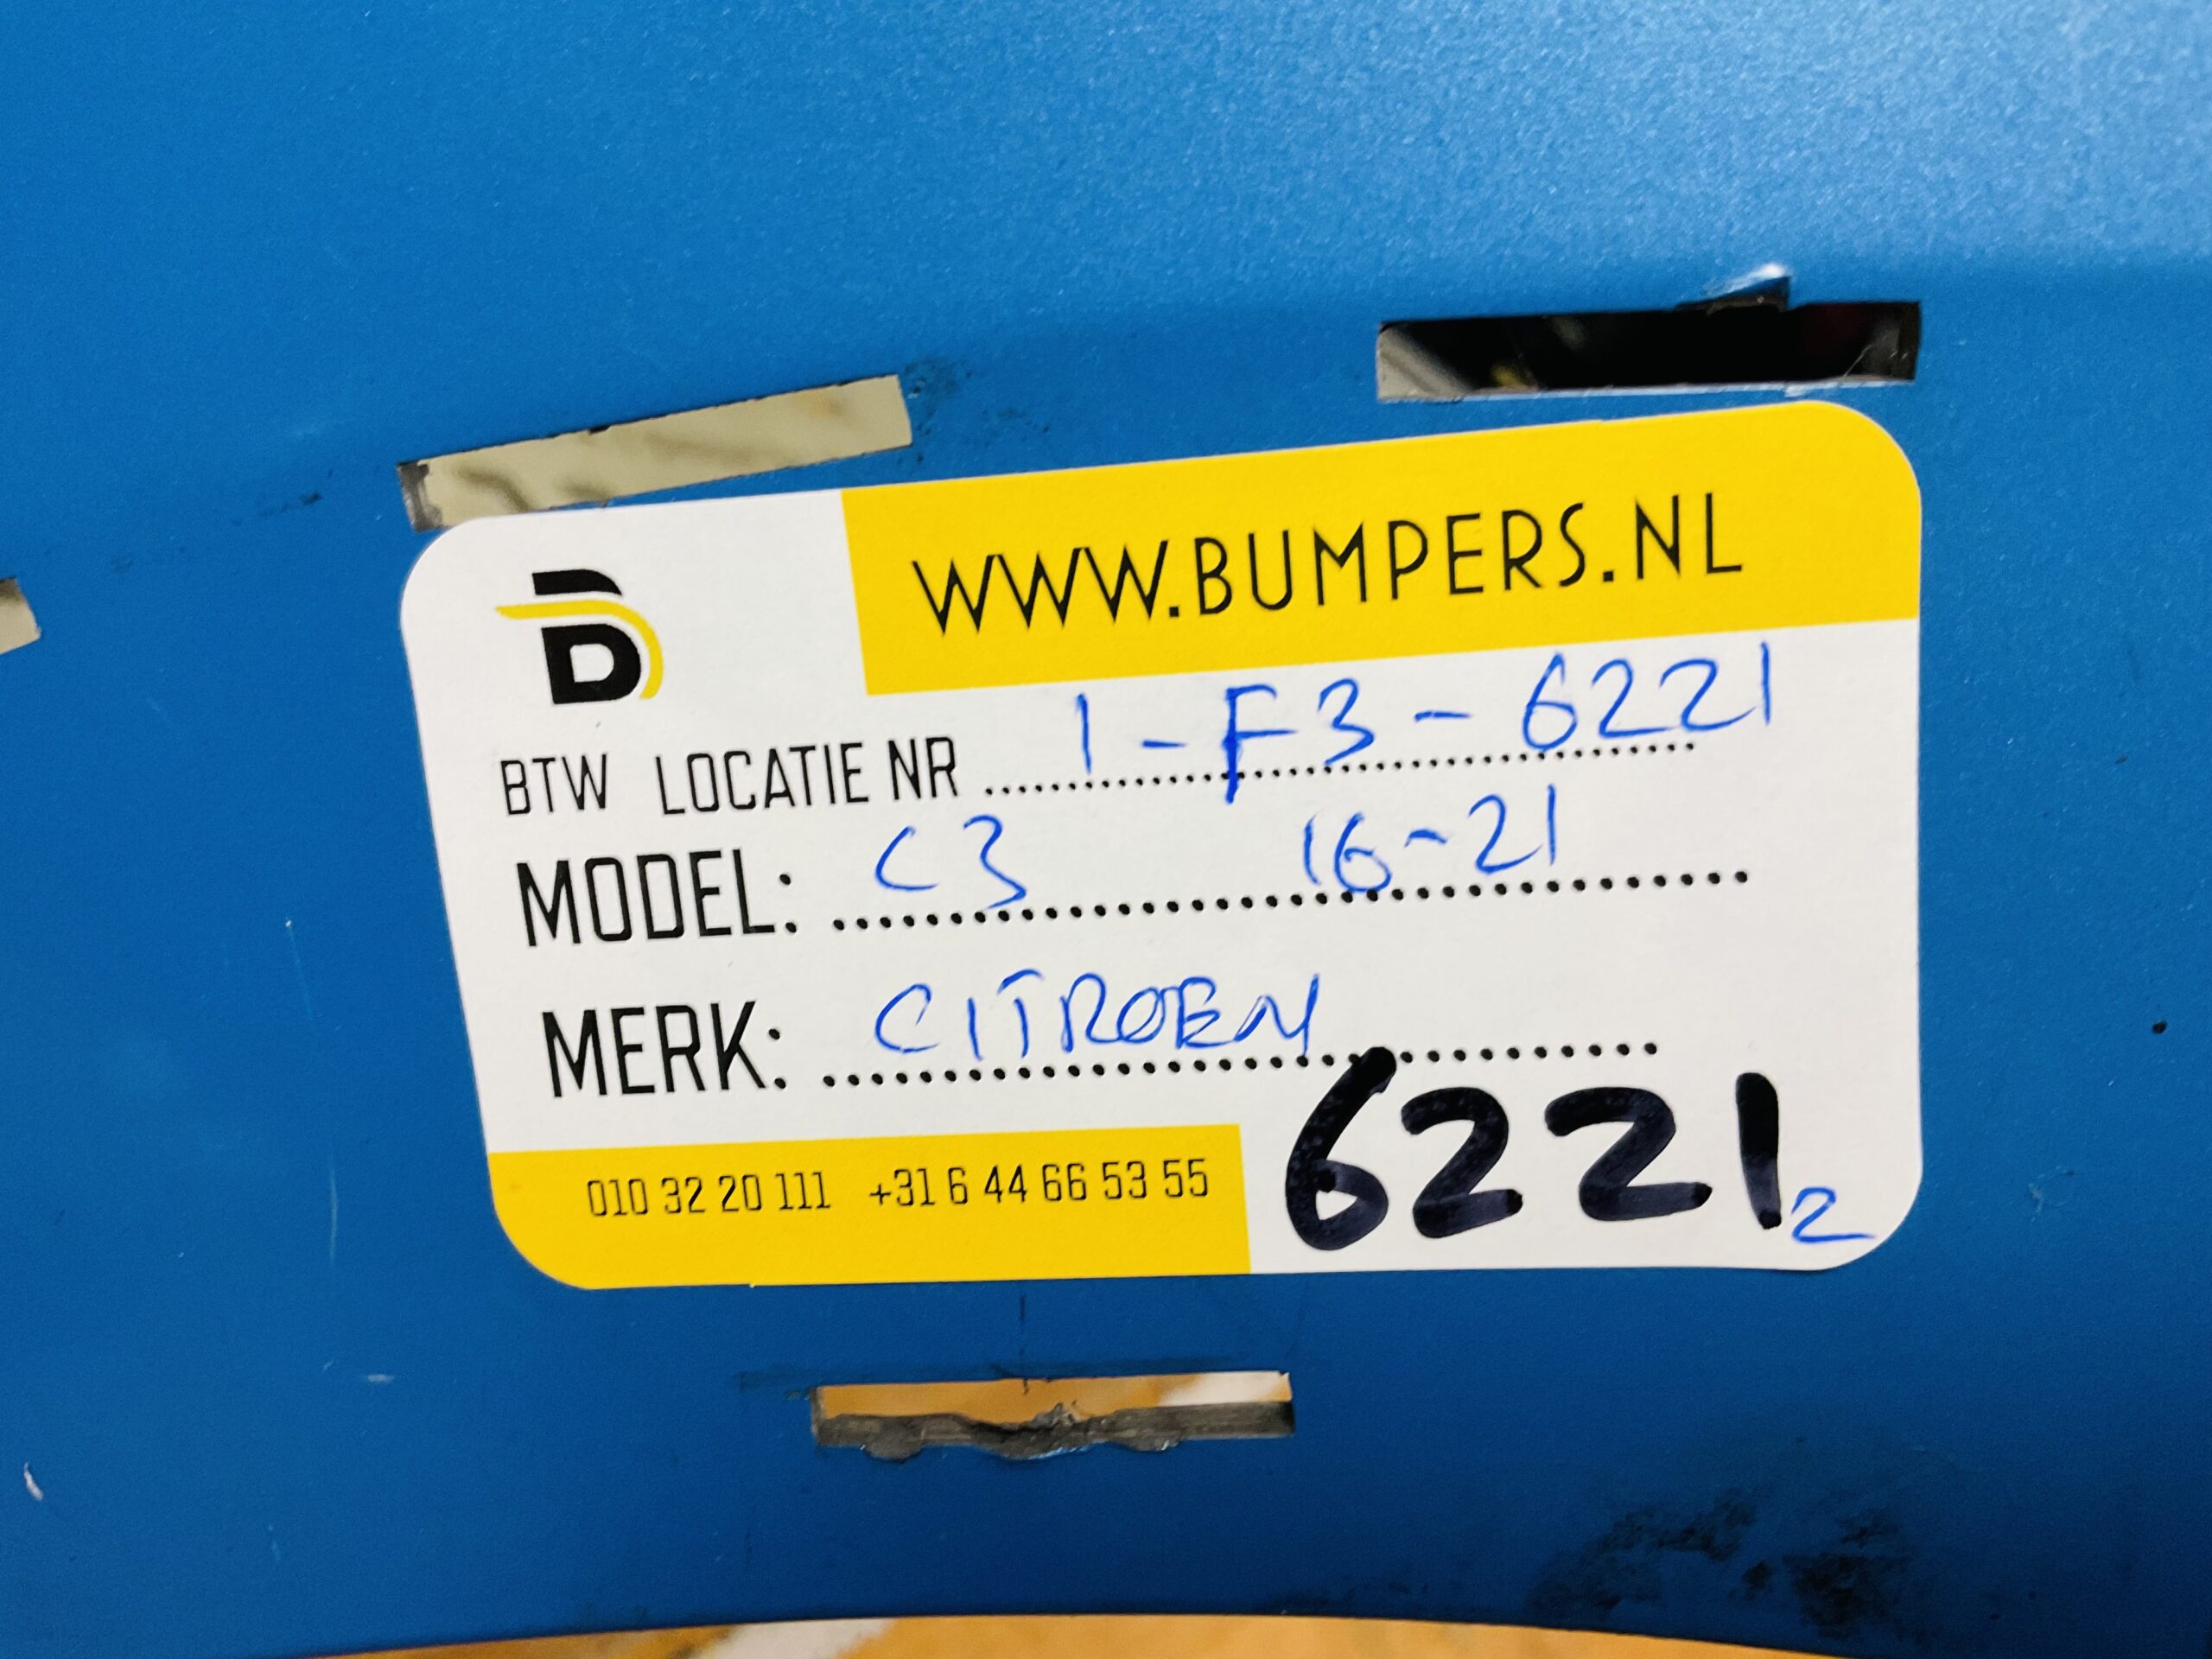 WWW.BUMPERS.NL
BTW LOCATIE NR 1-F3-6221
MODEL: C3 16-21
MERK: CITROEN
010 32 20 111 +31 6 44 66 53 55
6221 2